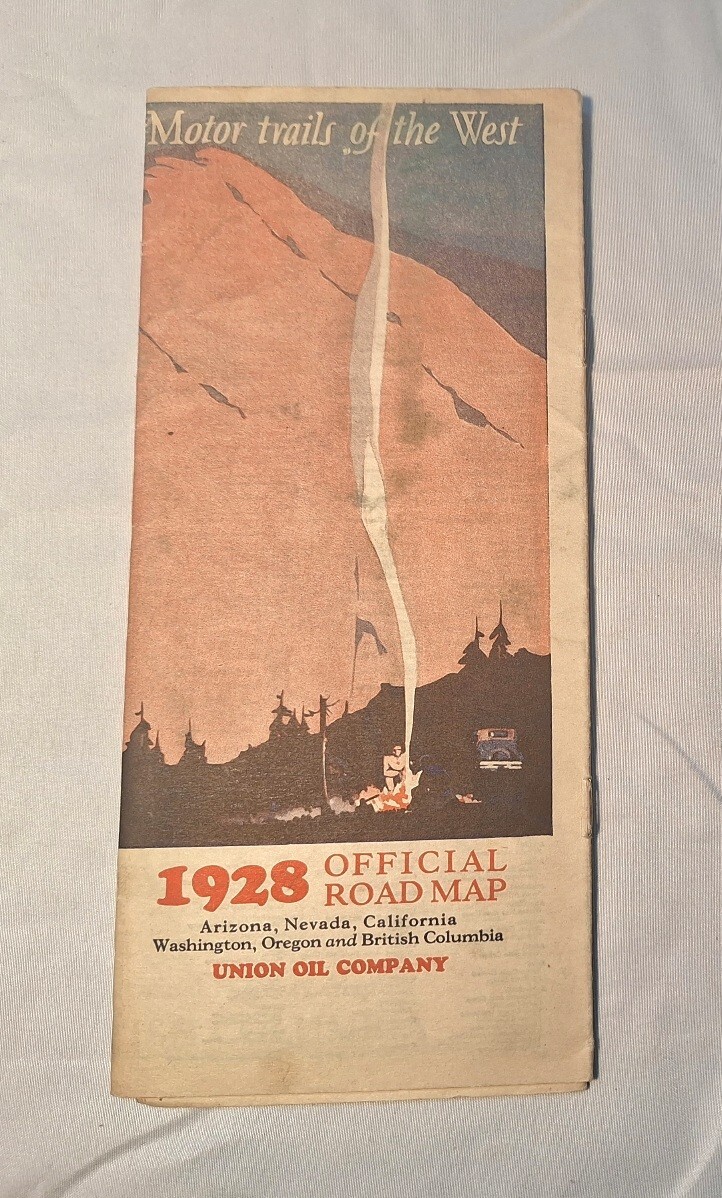 Motor trails of the West
1928 OFFICIAL
ROAD MAP
Arizona, Nevada, California
Washington, Oregon and British Columbia
UNION OIL COMPANY